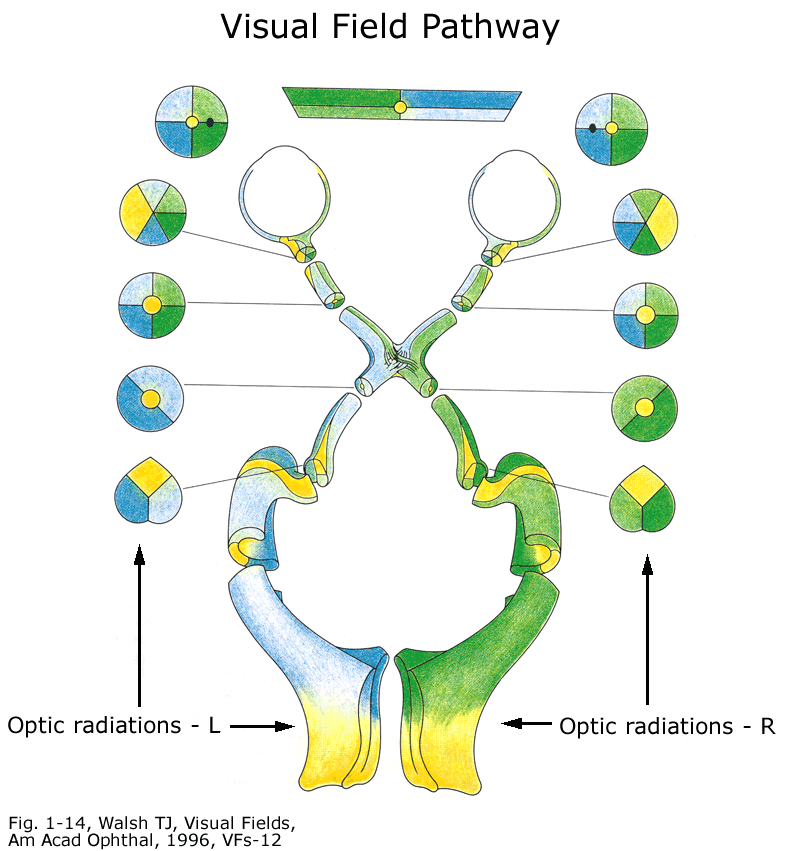 Visual Field Pathway
Optic radiations - L
Optic radiations - R
Fig. 1-14, Walsh TJ, Visual Fields,
Am Acad Ophthal, 1996, VFs-12